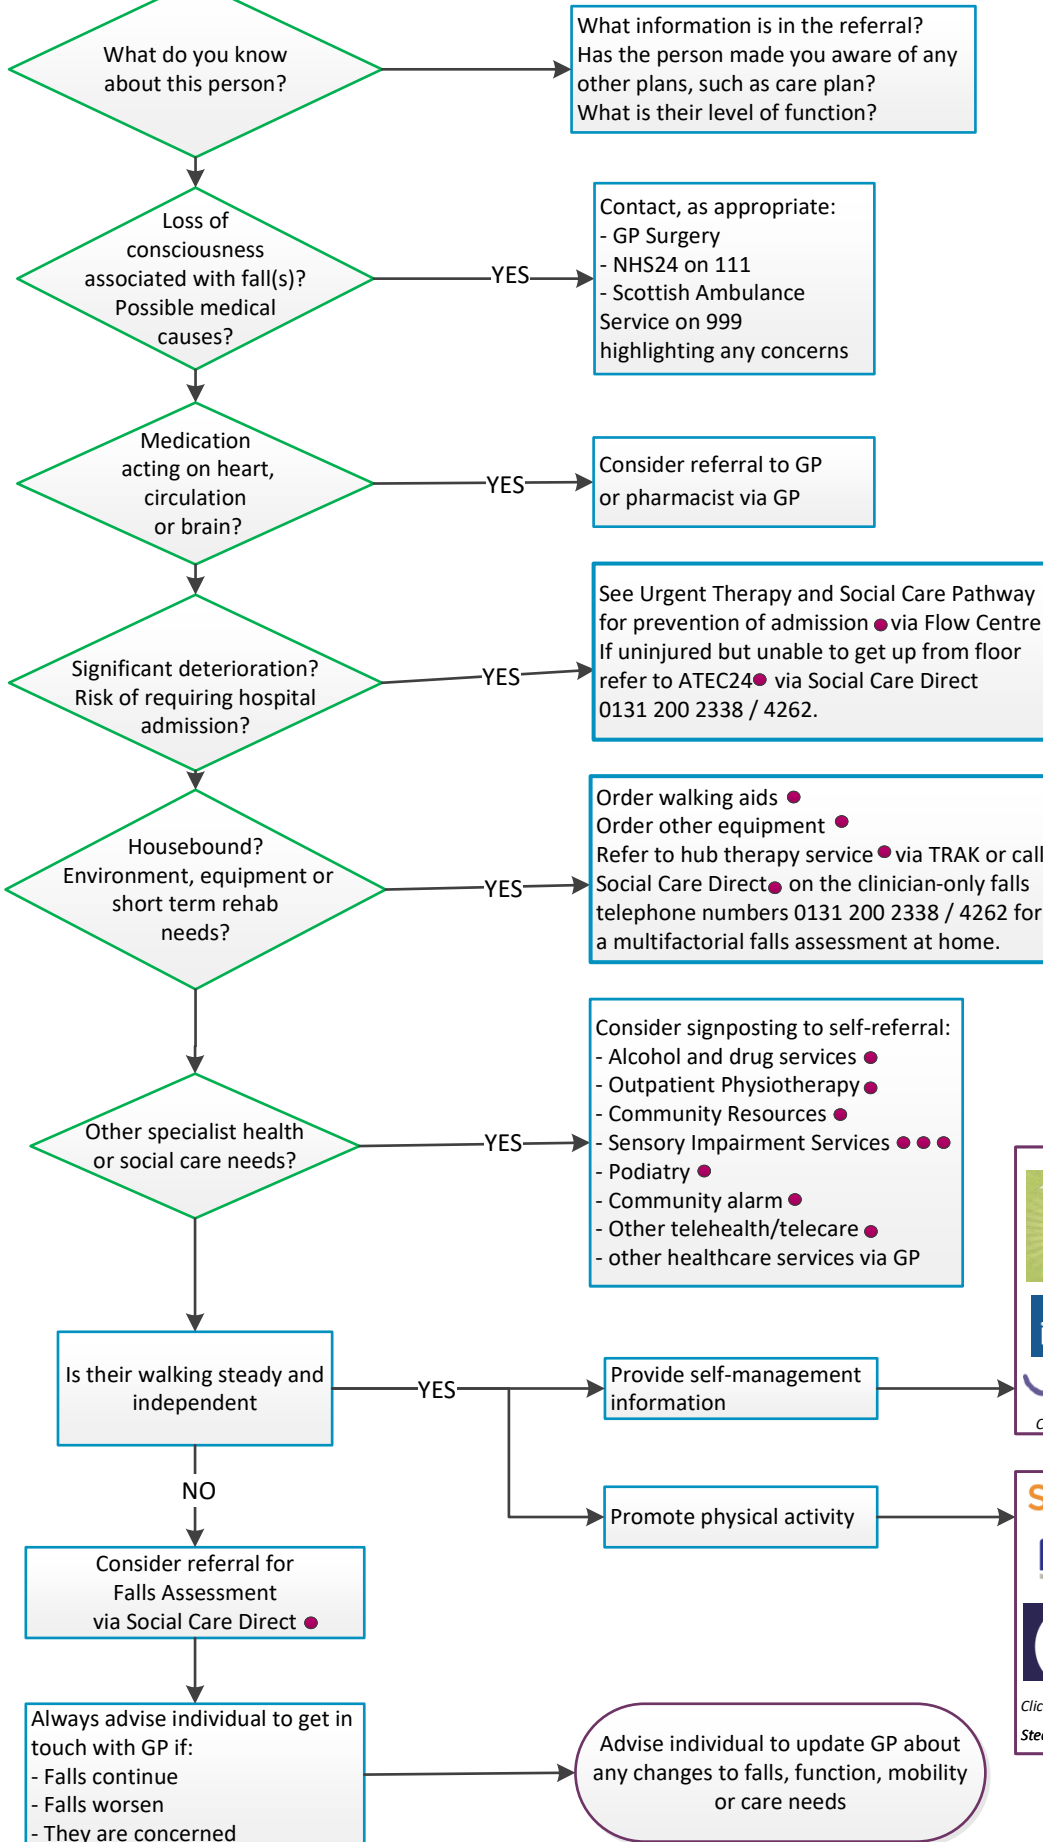 What do you know
about this person?
What information is in the referral?
Has the person made you aware of any
other plans, such as care plan?
What is their level of function?
Loss of
consciousness
associated with fall(s)?
Possible medical
causes?
YES
Contact, as appropriate:
- GP Surgery
- NHS24 on 111
- Scottish Ambulance
Service on 999
highlighting any concerns
Medication
acting on heart,
circulation
or brain?
YES
Consider referral to GP
or pharmacist via GP
Significant deterioration?
Risk of requiring hospital
admission?
YES
See Urgent Therapy and Social Care Pathway
for prevention of admission via Flow Centre
If uninjured but unable to get up from floor
refer to ATEC24 via Social Care Direct
0131 200 2338 / 4262.
Housebound?
Environment, equipment or
short term rehab
needs?
YES
Order walking aids
Order other equipment
Refer to hub therapy service via TRAK or call
Social Care Direct on the clinician-only falls
telephone numbers 0131 200 2338 / 4262 for
a multifactorial falls assessment at home.
Other specialist health
or social care needs?
YES
Consider signposting to self-referral:
- Alcohol and drug services
- Outpatient Physiotherapy
- Community Resources
- Sensory Impairment Services
- Podiatry
- Community alarm
- Other telehealth/telecare
- other healthcare services via GP
Is their walking steady and
independent
YES
Provide self-management
information
Promote physical activity
NO
Consider referral for
Falls Assessment
via Social Care Direct
Always advise individual to get in
touch with GP if:
- Falls continue
- Falls worsen
- They are concerned
Advise individual to update GP about
any changes to falls, function, mobility
or care needs